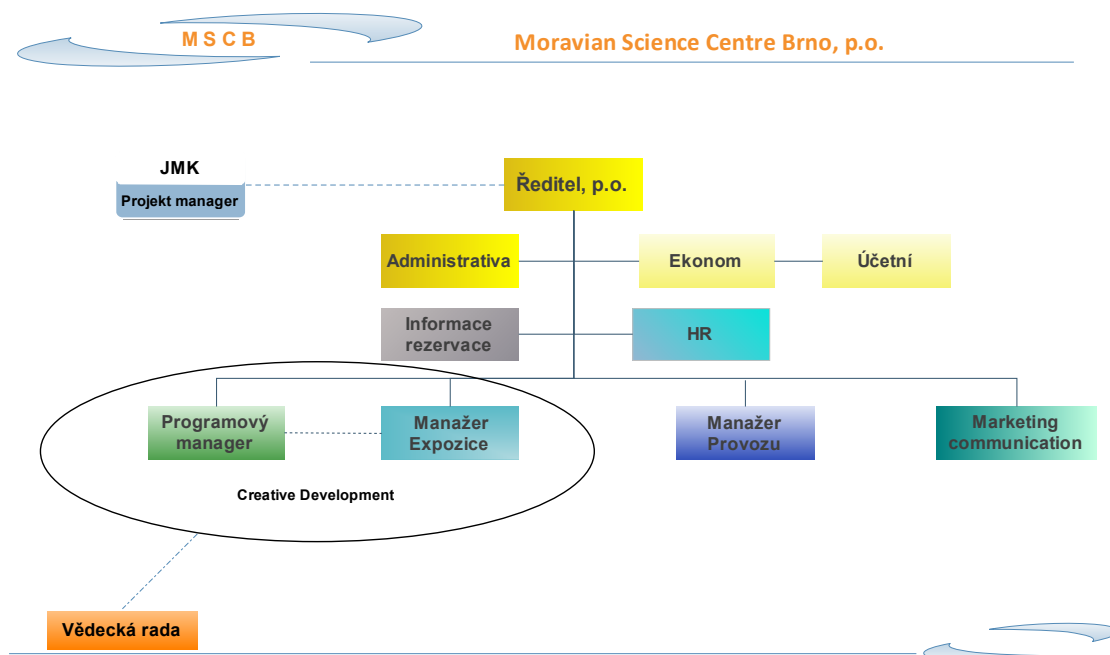 M S C B
Moravian Science Centre Brno, p.o.
JMK
Projekt manager
Ředitel, p.o.
Administrativa
Ekonom
Účetní
Informace
rezervace
HR
Programový
manager
Manažer
Expozice
Manažer
Provozu
Marketing
communication
Creative Development
Vědecká rada